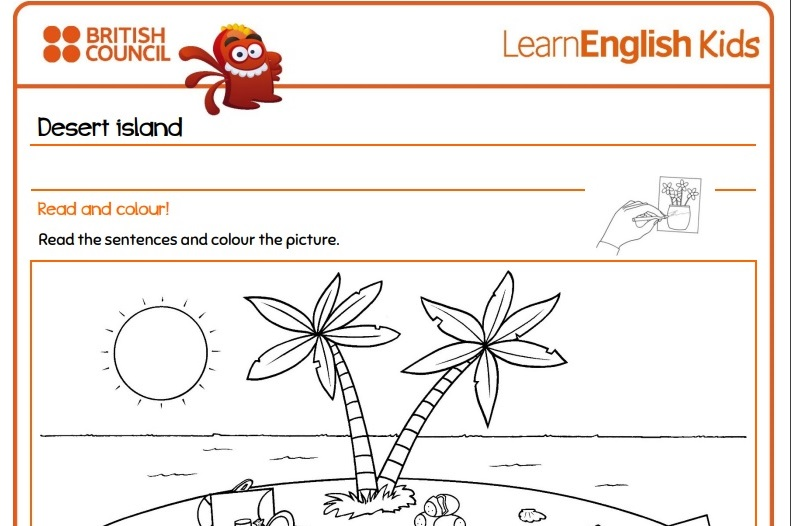 BRITISH
COUNCIL
LearnEnglish Kids
Desert island
Read and colour!
Read the sentences and colour the picture.